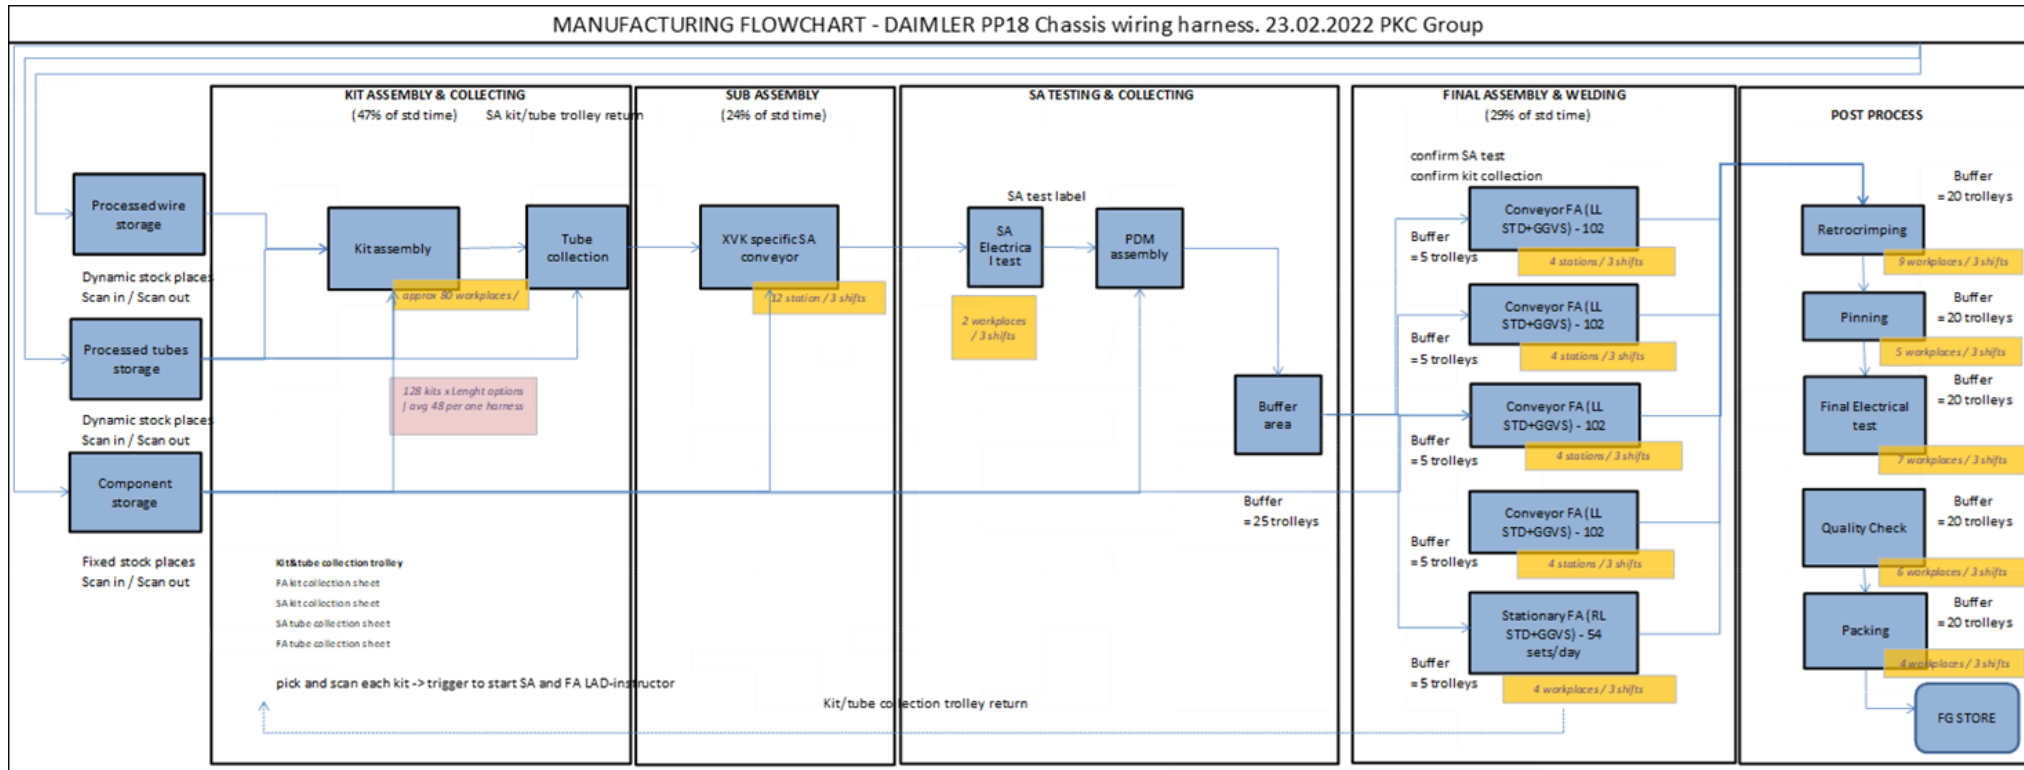 MANUFACTURING FLOWCHART - DAIMLER PP18 Chassis wiring harness. 23.02.2022 PKC Group
KIT ASSEMBLY & COLLECTING
(47% of std time)
SA kit/tube trolley return
SUB ASSEMBLY
(24% of std time)
SA TESTING & COLLECTING
FINAL ASSEMBLY & WELDING
(29% of std time)
POST PROCESS
Processed wire
storage
Dynamic stock places
Scan in / Scan out
Processed tubes
storage
Dynamic stock places
Scan in / Scan out
Component
storage
Fixed stock places
Scan in / Scan out
Kit assembly
approx 80 workplaces /
Tube
collection
128 kits x Lenght options
| avg 48 per one harness
Kit&tube collection trolley
FA kit collection sheet
SA kit collection sheet
SA tube collection sheet
FA tube collection sheet
pick and scan each kit -> trigger to start SA and FA LAD-instructor
XVK specific SA
conveyor
12 station / 3 shifts
SA test label
SA
Electrica
l test
2 workplaces
/ 3 shifts
PDM
assembly
Buffer
area
Buffer
= 25 trolleys
Kit/tube collection trolley return
confirm SA test
confirm kit collection
Conveyor FA (LL
STD+GGVS) - 102
4 stations / 3 shifts
Buffer
= 5 trolleys
Conveyor FA (LL
STD+GGVS) - 102
4 stations / 3 shifts
Buffer
= 5 trolleys
Conveyor FA (LL
STD+GGVS) - 102
4 stations / 3 shifts
Buffer
= 5 trolleys
Conveyor FA (LL
STD+GGVS) - 102
4 stations / 3 shifts
Buffer
= 5 trolleys
Stationary FA (RL
STD+GGVS) - 54
sets/day
4 workplaces / 3 shifts
Buffer
= 5 trolleys
Buffer
= 20 trolleys
Retrocrimping
9 workplaces / 3 shifts
Buffer
= 20 trolleys
Pinning
5 workplaces / 3 shifts
Buffer
= 20 trolleys
Final Electrical
test
7 workplaces / 3 shifts
Buffer
= 20 trolleys
Quality Check
6 workplaces / 3 shifts
Buffer
= 20 trolleys
Packing
4 workplaces / 3 shifts
FG STORE